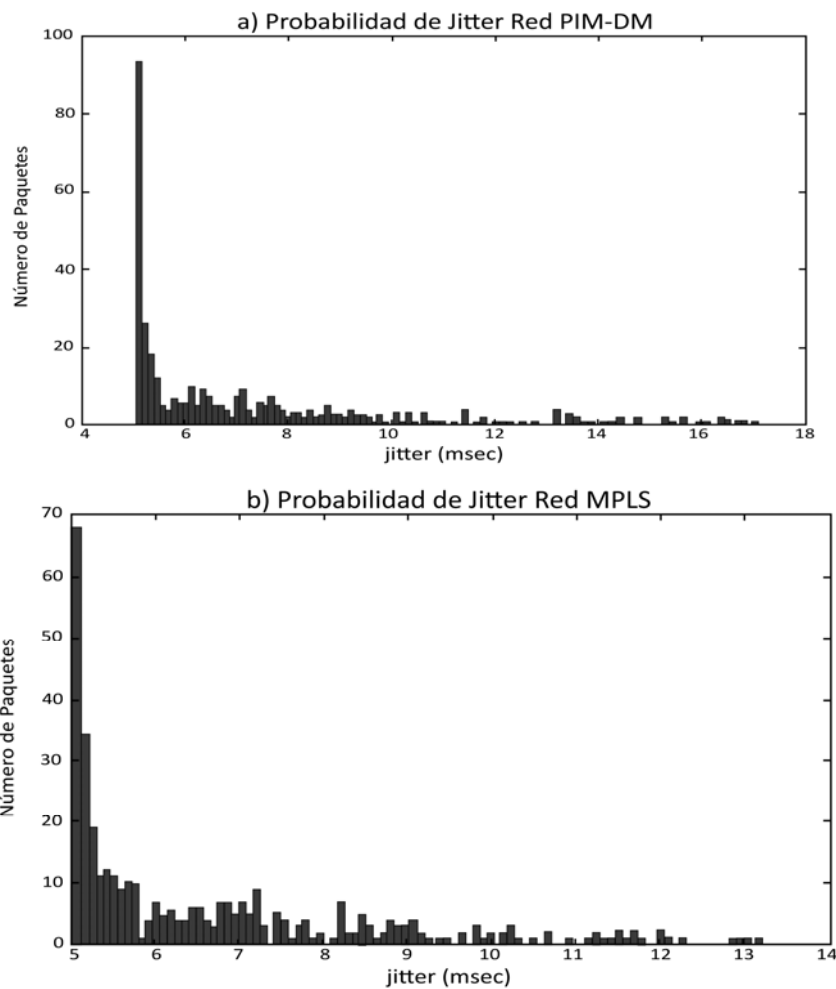 a) Probabilidad de Jitter Red PIM-DM
100
80
60
40
20
0
Número de Paquetes
4 6 8 10 12 14 16 18
jitter (msec)
b) Probabilidad de Jitter Red MPLS
70
60
50
40
30
20
10
0
Número de Paquetes
5 6 7 8 9 10 11 12 13 14
jitter (msec)